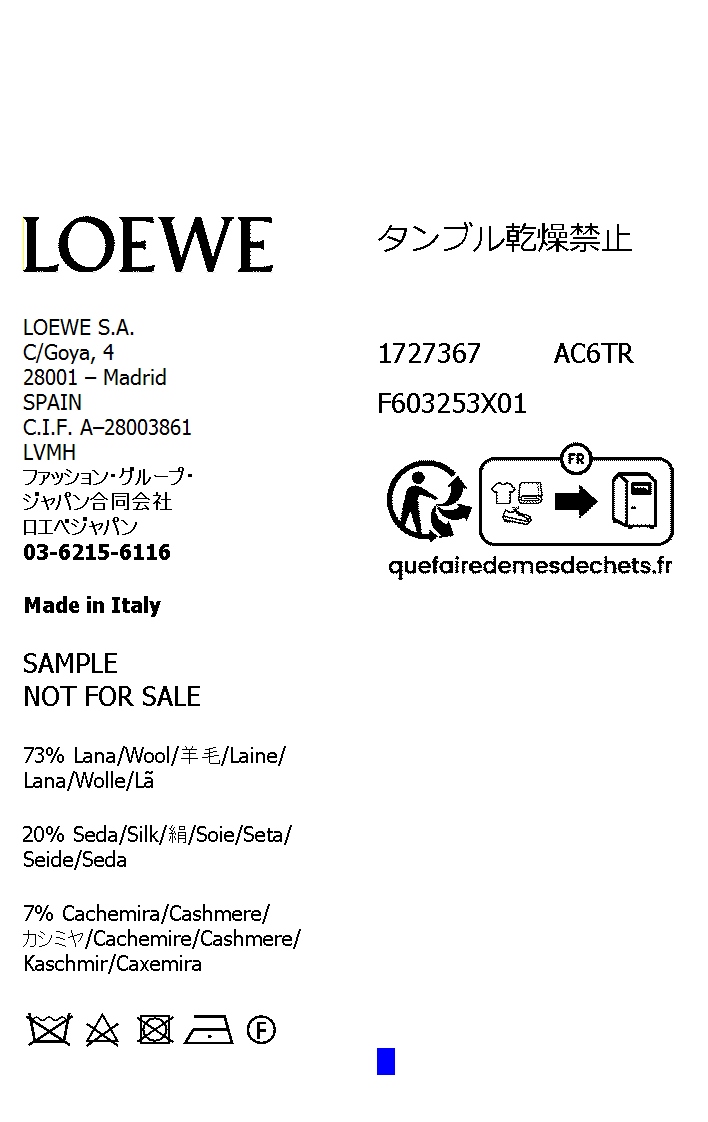 LOEWE
LOEWE S.A.
C/Goya, 4
28001 – Madrid
SPAIN
C.I.F. A–28003861
LVMH
ファッション・グループ・
ジャパン合同会社
ロエベジャパン
03-6215-6116
Made in Italy
SAMPLE
NOT FOR SALE
73% Lana/Wool/羊毛/Laine/
Lana/Wolle/Lã
20% Seda/Silk/絹/Soie/Seta/
Seide/Seda
7% Cachemira/Cashmere/
カシミヤ/Cachemire/Cashmere/
Kaschmir/Caxemira
F
タンブル乾燥禁止
1727367 AC6TR
F603253X01
FR
quefairedemesdechets.fr